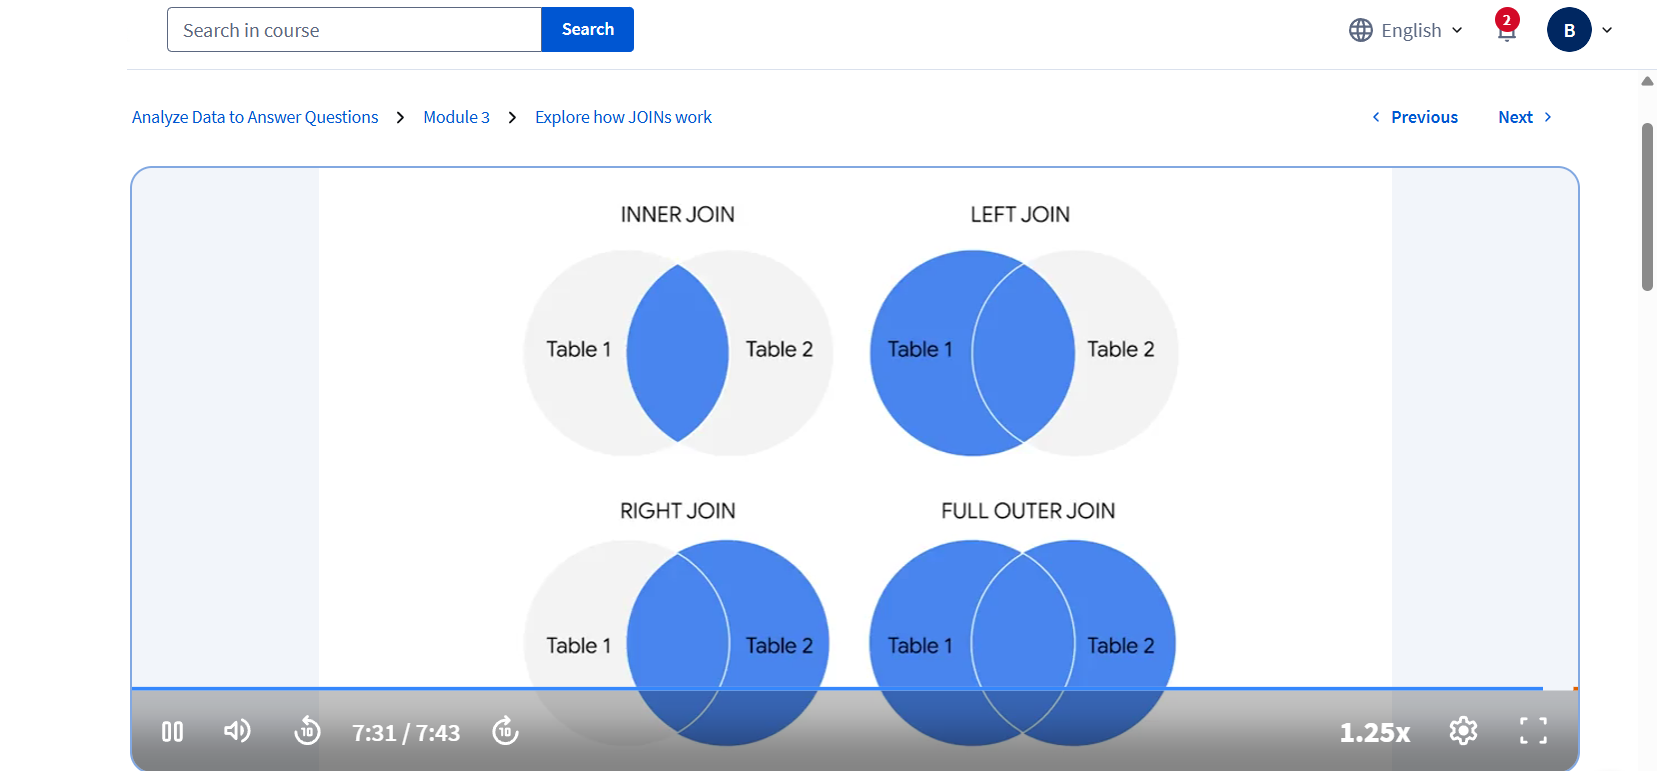 Search in course
Search
English
2
B
Analyze Data to Answer Questions
Module 3
Explore how JOINs work
Previous
Next
INNER JOIN
LEFT JOIN
Table 1
Table 2
Table 1
Table 2
RIGHT JOIN
FULL OUTER JOIN
Table 1
Table 2
Table 1
Table 2
10
7:31 / 7:43
10
1.25x